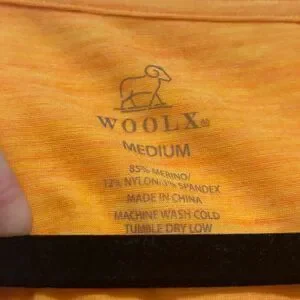 WOOLX
MEDIUM
85% MERINO/
12% NYLON/3% SPANDEX
MADE IN CHINA
MACHINE WASH COLD
TUMBLE DRY LOW